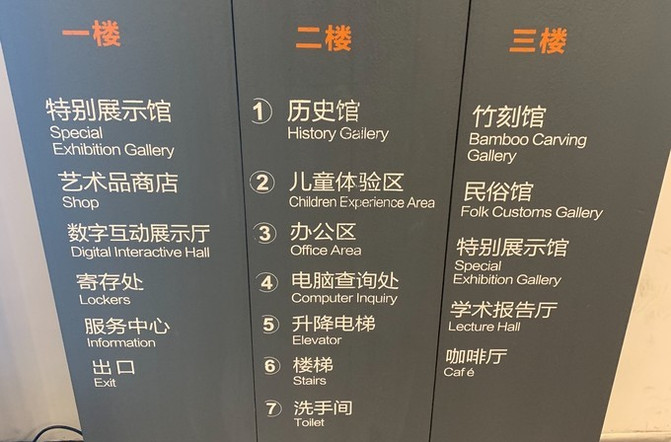 一楼
特别展示馆
Special
Exhibition Gallery
艺术品商店
Shop
数字互动展示厅
Digital Interactive Hall
寄存处
Lockers
服务中心
Information
出口
Exit
二楼
1 历史馆
History Gallery
2 儿童体验区
Children Experience Area
3 办公区
Office Area
4 电脑查询处
Computer Inquiry
5 升降电梯
Elevator
6 楼梯
Stairs
7 洗手间
Toilet
三楼
竹刻馆
Bamboo Carving
Gallery
民俗馆
Folk Customs Gallery
特别展示馆
Special
Exhibition Gallery
学术报告厅
Lecture Hall
咖啡厅
Café